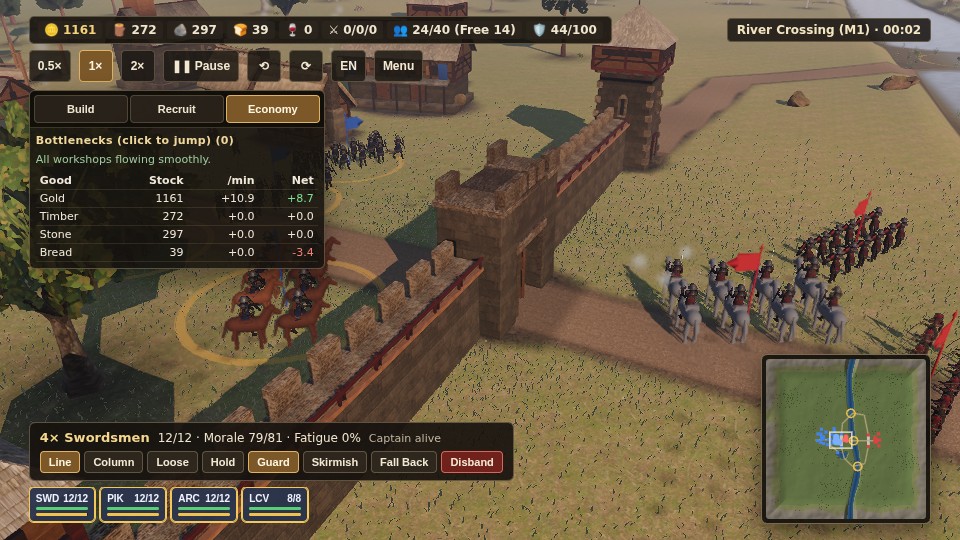 1161 272 297 39 0 0/0/0 24/40 (Free 14) 44/100
River Crossing (M1) · 00:02
0.5× 1× 2× Pause EN Menu
Build Recruit Economy
Bottlenecks (click to jump) (0)
All workshops flowing smoothly.
Good Stock /min Net
Gold 1161 +10.9 +8.7
Timber 272 +0.0 +0.0
Stone 297 +0.0 +0.0
Bread 39 +0.0 -3.4
4× Swordsmen 12/12 · Morale 79/81 · Fatigue 0% Captain alive
Line Column Loose Hold Guard Skirmish Fall Back Disband
SWD 12/12 PIK 12/12 ARC 12/12 LCV 8/8